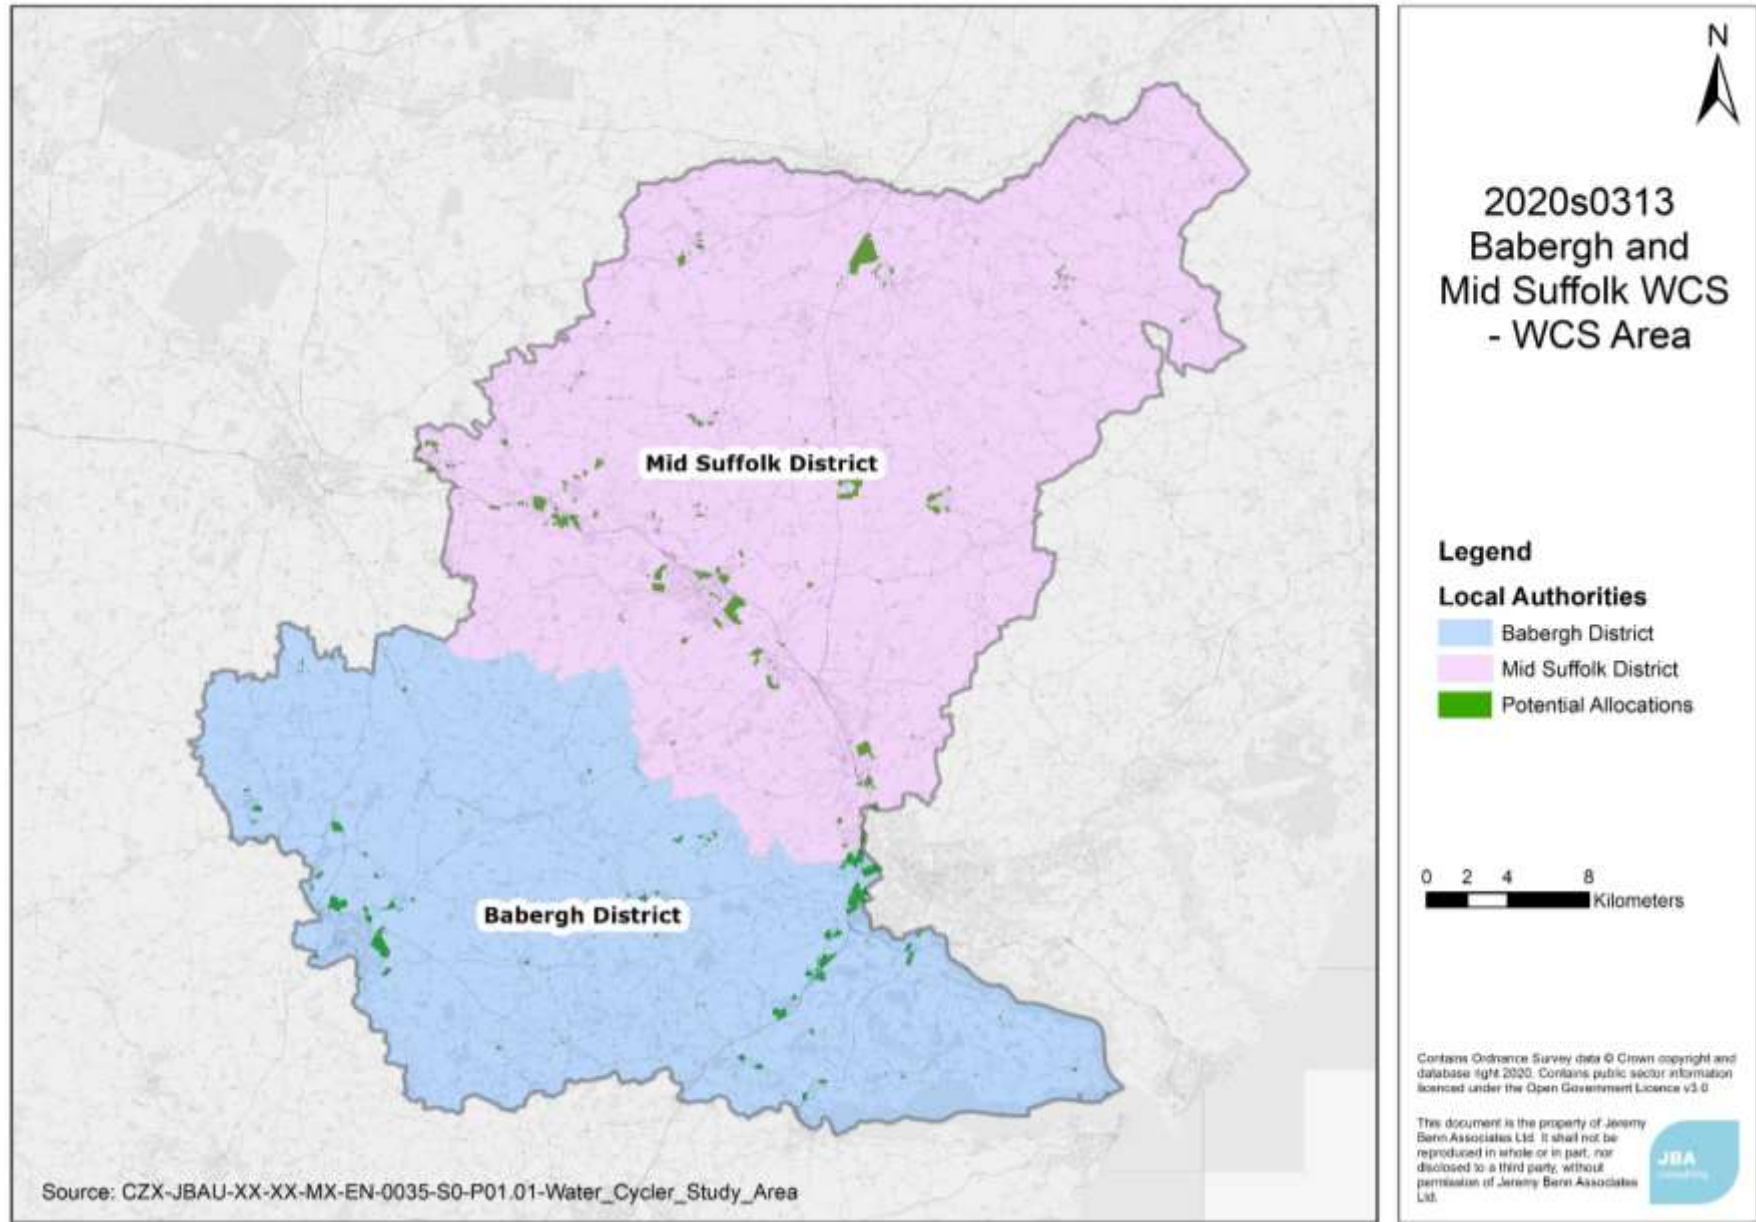 N
2020s0313
Babergh and
Mid Suffolk WCS
- WCS Area
Mid Suffolk District
Babergh District
Legend
Local Authorities
Babergh District
Mid Suffolk District
Potential Allocations
0 2 4 8
Kilometers
Contains Ordnance Survey data © Crown copyright and
database right 2020. Contains public sector information
licenced under the Open Government Licence v3.0
This document is the property of Jeremy
Benn Associates Ltd. It shall not be
reproduced in whole or in part, nor
disclosed to a third party, without
permission of Jeremy Benn Associates
Ltd.
JBA
consulting
Source: CZX-JBAU-XX-XX-MX-EN-0035-S0-P01.01-Water_Cycler_Study_Area